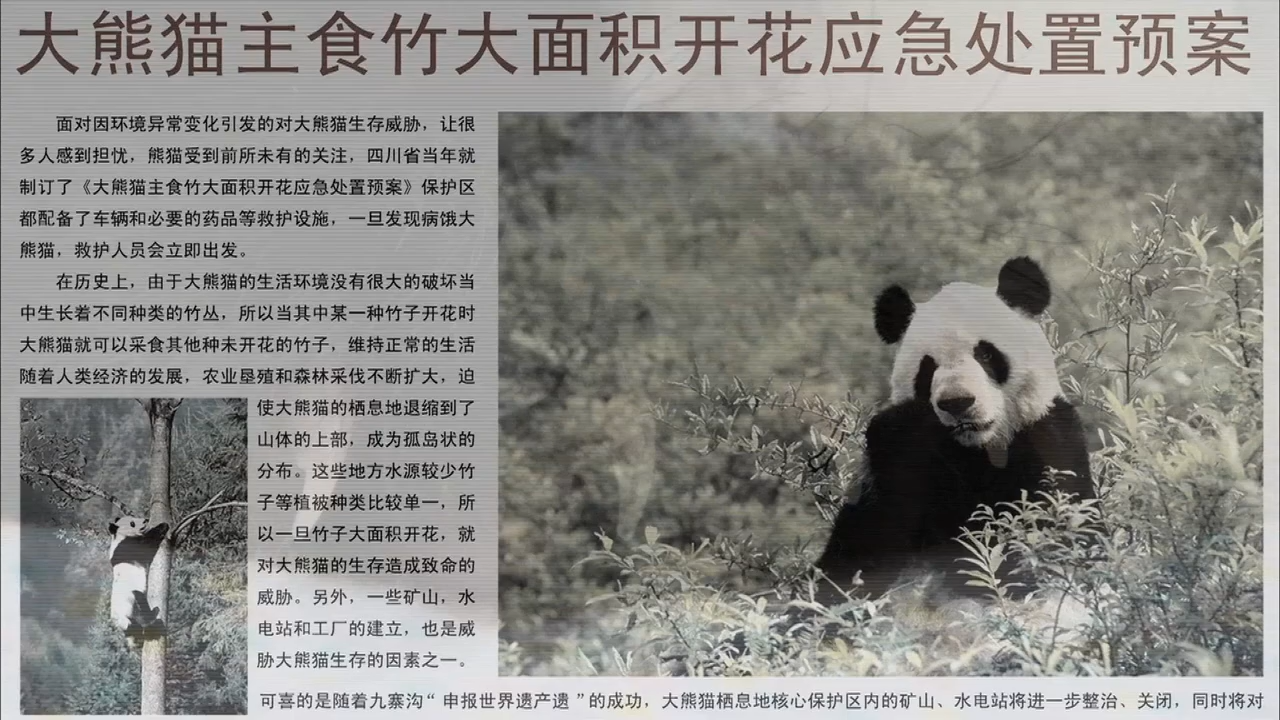 大熊猫主食竹大面积开花应急处置预案
面对因环境异常变化引发的对大熊猫生存威胁，让很
多人感到担忧，熊猫受到前所未有的关注，四川省当年就
制订了《大熊猫主食竹大面积开花应急处置预案》保护区
都配备了车辆和必要的药品等救护设施，一旦发现病饿大
熊猫，救护人员会立即出发。
在历史上，由于大熊猫的生活环境没有很大的破坏当
中生长着不同种类的竹丛，所以当其中某一种竹子开花时
大熊猫就可以采食其他种未开花的竹子，维持正常的生活
随着人类经济的发展，农业垦殖和森林采伐不断扩大，迫
使大熊猫的栖息地退缩到了
山体的上部，成为孤岛状的
分布。这些地方水源较少竹
子等植被种类比较单一，所
以一旦竹子大面积开花，就
对大熊猫的生存造成致命的
威胁。另外，一些矿山，水
电站和工厂的建立，也是威
胁大熊猫生存的因素之一。
可喜的是随着九寨沟“申报世界遗产遗”的成功，大熊猫栖息地核心保护区内的矿山、水电站将进一步整治、关闭，同时将对